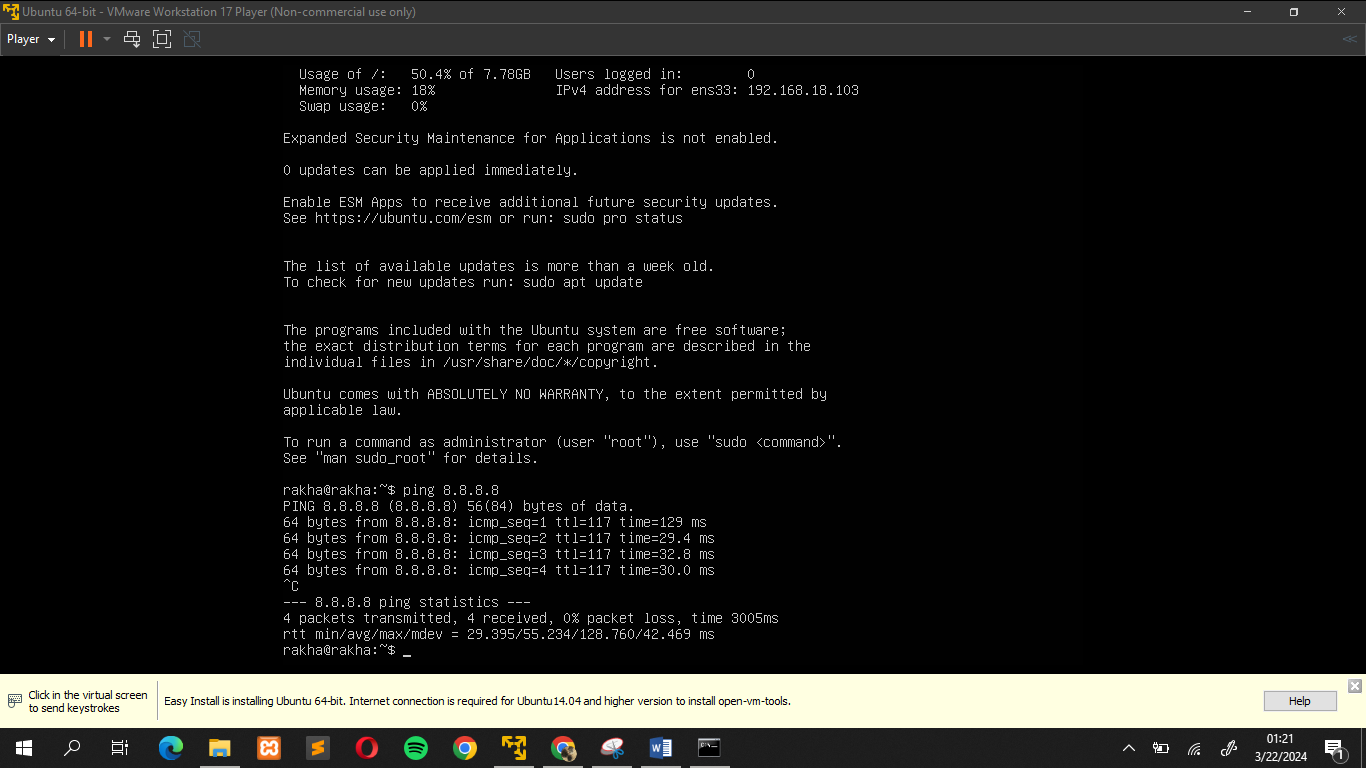 Ubuntu 64-bit - VMware Workstation 17 Player (Non-commercial use only)
Player
Usage of /:   50.4% of 7.78GB   Users logged in:        0
Memory usage: 18%               IPv4 address for ens33: 192.168.18.103
Swap usage:   0%
Expanded Security Maintenance for Applications is not enabled.
0 updates can be applied immediately.
Enable ESM Apps to receive additional future security updates.
See https://ubuntu.com/esm or run: sudo pro status
The list of available updates is more than a week old.
To check for new updates run: sudo apt update
The programs included with the Ubuntu system are free software;
the exact distribution terms for each program are described in the
individual files in /usr/share/doc/*/copyright.
Ubuntu comes with ABSOLUTELY NO WARRANTY, to the extent permitted by
applicable law.
To run a command as administrator (user "root"), use "sudo <command>".
See "man sudo_root" for details.
rakha@rakha:~$ ping 8.8.8.8
PING 8.8.8.8 (8.8.8.8) 56(84) bytes of data.
64 bytes from 8.8.8.8: icmp_seq=1 ttl=117 time=129 ms
64 bytes from 8.8.8.8: icmp_seq=2 ttl=117 time=29.4 ms
64 bytes from 8.8.8.8: icmp_seq=3 ttl=117 time=32.8 ms
64 bytes from 8.8.8.8: icmp_seq=4 ttl=117 time=30.0 ms
^C
--- 8.8.8.8 ping statistics ---
4 packets transmitted, 4 received, 0% packet loss, time 3005ms
rtt min/avg/max/mdev = 29.395/55.234/128.760/42.469 ms
rakha@rakha:~$ _
Click in the virtual screen
to send keystrokes
Easy Install is installing Ubuntu 64-bit. Internet connection is required for Ubuntu14.04 and higher version to install open-vm-tools.
Help
01:21
3/22/2024
1